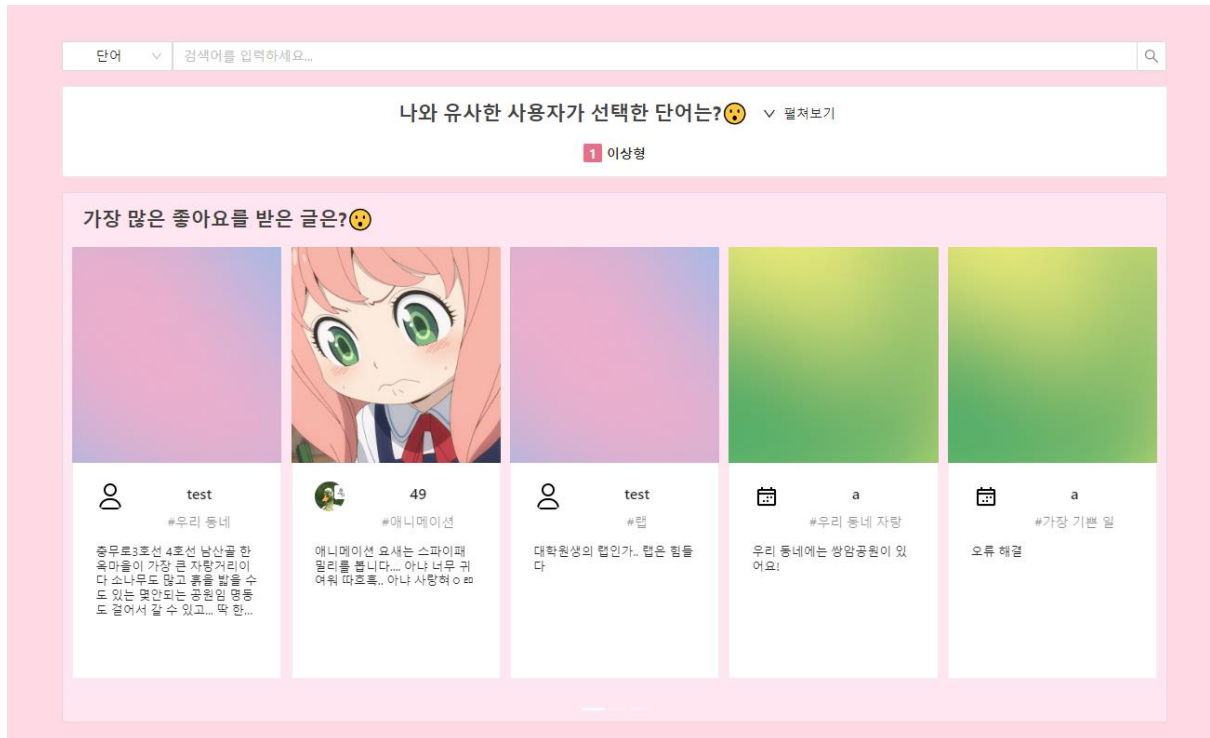 단어
검색어를 입력하세요...
나와 유사한 사용자가 선택한 단어는?😮
펼쳐보기
1 이상형
가장 많은 좋아요를 받은 글은?😮
test
#우리 동네
충무로3호선 4호선 남산골 한
옥마을이 가장 큰 자랑거리이
다 소나무도 많고 흙을 밟을 수
도 있는 몇안되는 공원임 명동
도 걸어서 갈 수 있고... 딱 한...
49
#애니메이션
애니메이션 요새는 스파이패
밀리를 봅니다.... 아냐 너무 귀
여워 따흐흑.. 아냐 사랑혀ㅇㄻ
test
#랩
대학원생의 랩인가.. 랩은 힘들
다
a
#우리 동네 자랑
우리 동네에는 쌍암공원이 있
어요!
a
#가장 기쁜 일
오류 해결